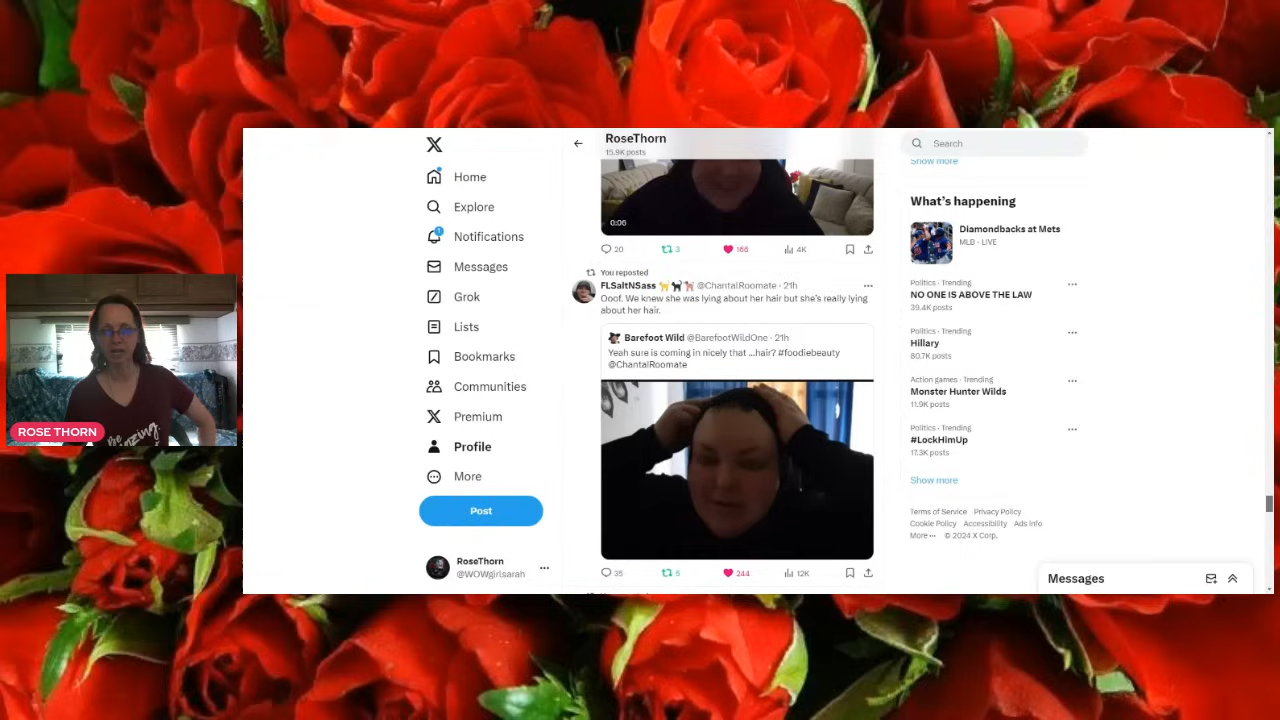 RoseThorn
15.9K posts
Search
Show more
Home
Explore
Notifications
Messages
Grok
Lists
Bookmarks
Communities
Premium
Profile
More
Post
RoseThorn
@WOWgirlsarah
0:06
20
3
166
4K
You reposted
FLSaltNSass @ChantalRoomate · 21h
Ooof. We knew she was lying about her hair but she's really lying
about her hair.
Barefoot Wild @BarefootWildOne · 21h
Yeah sure is coming in nicely that ...hair? #foodiebeauty
@ChantalRoomate
35
5
244
12K
What's happening
Diamondbacks at Mets
MLB · LIVE
Politics · Trending
NO ONE IS ABOVE THE LAW
39.4K posts
Politics · Trending
Hillary
80.7K posts
Action games · Trending
Monster Hunter Wilds
11.9K posts
Politics · Trending
#LockHimUp
17.3K posts
Show more
Terms of Service Privacy Policy
Cookie Policy Accessibility Ads info
More ··· © 2024 X Corp.
Messages
ROSE THORN